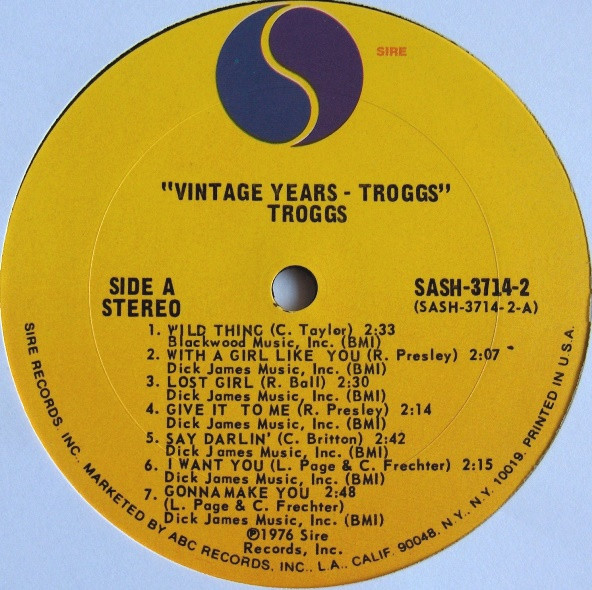 SIRE
"VINTAGE YEARS - TROGGS"
TROGGS
SIDE A
STEREO
SASH-3714-2
(SASH-3714-2-A)
1. WILD THING (C. Taylor) 2:33
Blackwood Music, Inc. (BMI)
2. WITH A GIRL LIKE YOU (R. Presley) 2:07
Dick James Music, Inc. (BMI)
3. LOST GIRL (R. Ball) 2:30
Dick James Music, Inc. (BMI)
4. GIVE IT TO ME (R. Presley) 2:14
Dick James Music, Inc. (BMI)
5. SAY DARLIN' (C. Britton) 2:42
Dick James Music, Inc. (BMI)
6. I WANT YOU (L. Page & C. Frechter) 2:15
Dick James Music, Inc. (BMI)
7. GONNA MAKE YOU 2:48
(L. Page & C. Frechter)
Dick James Music, Inc. (BMI)
℗1976 Sire
Records, Inc.
SIRE RECORDS, INC., MARKETED BY ABC RECORDS, INC., L.A., CALIF. 90048, N.Y., N.Y. 10019. PRINTED IN U.S.A.